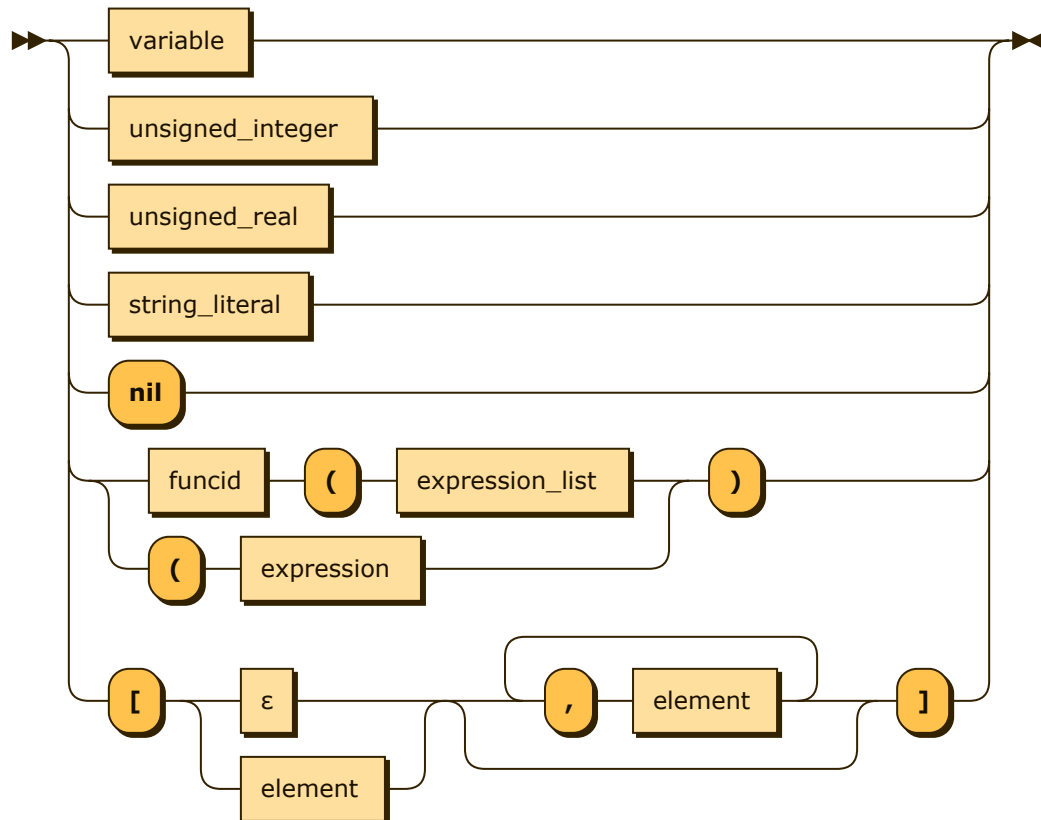 variable
unsigned_integer
unsigned_real
string_literal
nil
funcid ( expression_list )
( expression
[ ε , element ]
element